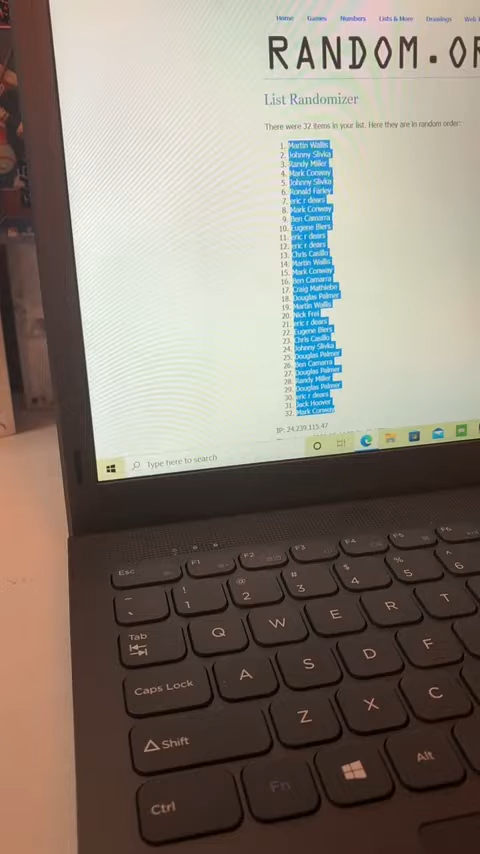 Home Games Numbers Lists & More Drawings Web
RANDOM.O
List Randomizer
There were 32 items in your list. Here they are in random order:
1. Martin Wallis
2. Johnny Slivka
3. Randy Miller
4. Mark Conway
5. Johnny Slivka
6. Ronald Farley
7. eric r dears
8. Mark Conway
9. Ben Camarra
10. Eugene Biers
11. eric r dears
12. eric r dears
13. Chris Casillo
14. Martin Wallis
15. Mark Conway
16. Ben Camarra
17. Craig Mathiebe
18. Douglas Palmer
19. Martin Wallis
20. Nick Frei
21. eric r dears
22. Eugene Biers
23. Chris Casillo
24. Johnny Slivka
25. Douglas Palmer
26. Ben Camarra
27. Douglas Palmer
28. Randy Miller
29. Douglas Palmer
30. eric r dears
31. Jack Hoover
32. Mark Conway
IP: 24.239.115.47
Type here to search
Esc F1 F2 F3 F4 F5 F6
~ ` ! 1 @ 2 # 3 $ 4 % 5 ^ 6
Tab Q W E R T
Caps Lock A S D F
Shift Z X C
Ctrl Fn Alt